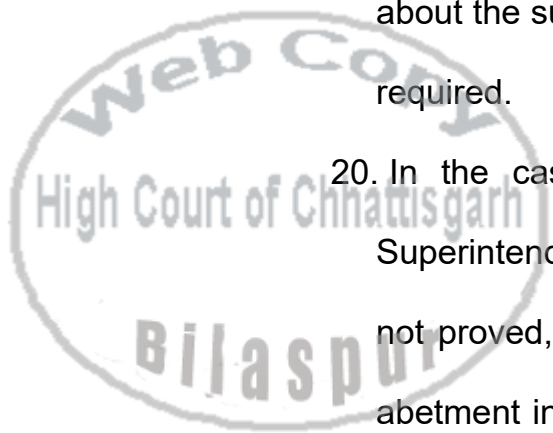 about the su
Web Copy
required.
20. In the cas
High Court of Chhattisgarh
Superintend
not proved,
Bilaspur
abetment in